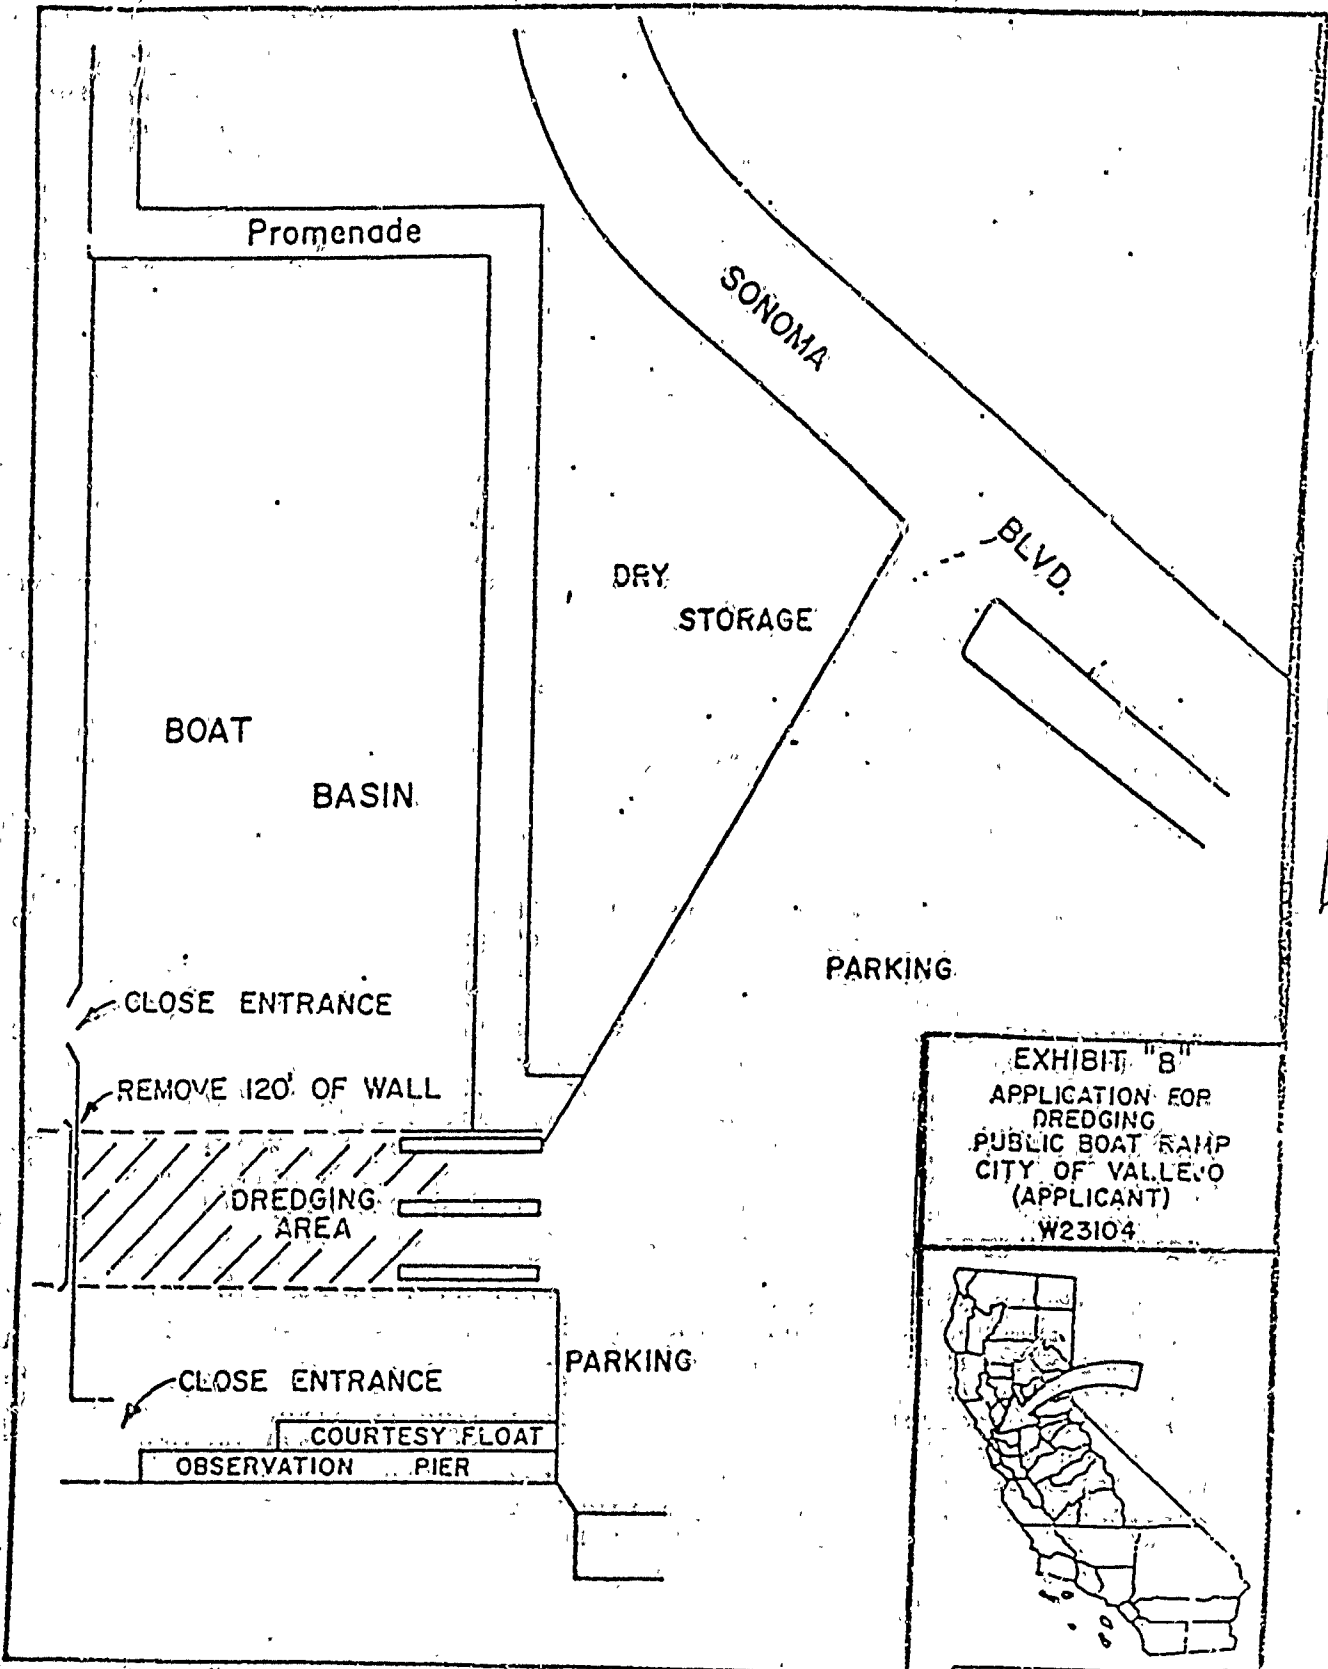 Promenade
SONOMA
BLVD.
DRY
STORAGE
BOAT
BASIN
PARKING
CLOSE ENTRANCE
REMOVE 120' OF WALL
DREDGING
AREA
PARKING
CLOSE ENTRANCE
COURTESY FLOAT
OBSERVATION PIER
EXHIBIT "B"
APPLICATION FOR
DREDGING
PUBLIC BOAT RAMP
CITY OF VALLEJO
(APPLICANT)
W23104